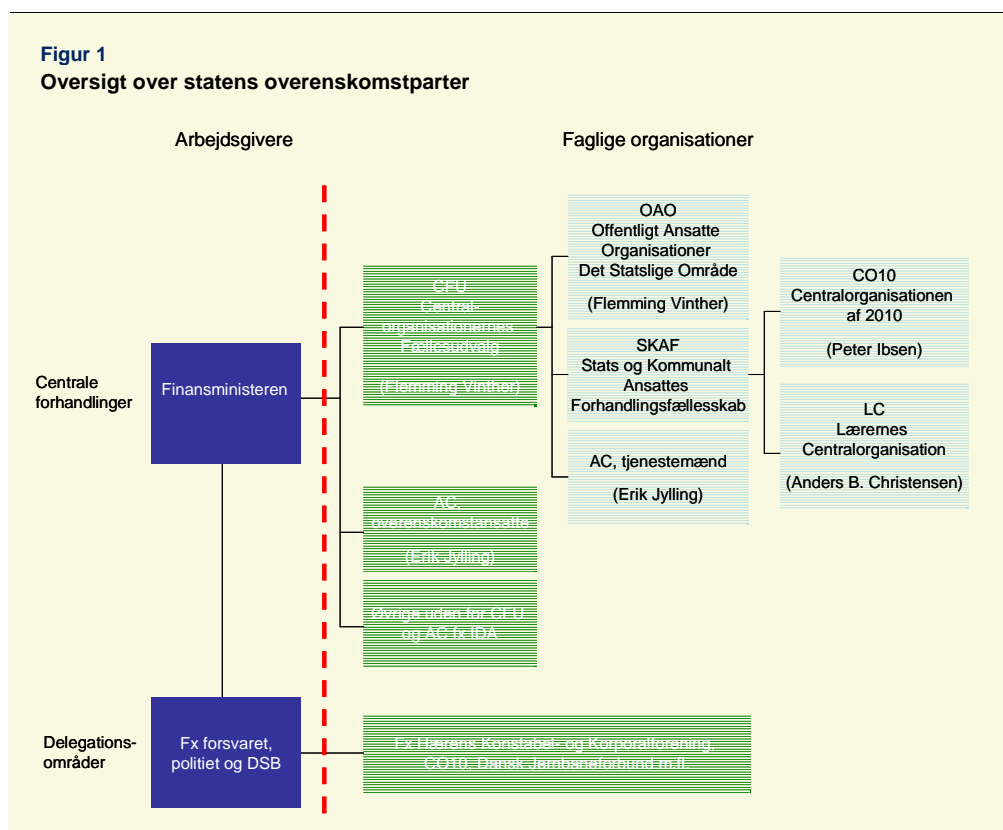 Figur 1
Oversigt over statens overenskomstparter
Arbejdsgivere
Faglige organisationer
Centrale
forhandlinger
Finansministeren
CFU
Central-
organisationernes
Fællesudvalg
(Flemming Vinther)
AC,
overenskomstansatte
(Erik Jylling)
Øvrige uden for CFU
og AC fx IDA
OAO
Offentligt Ansatte
Organisationer
Det Statslige Område
(Flemming Vinther)
SKAF
Stats og Kommunalt
Ansattes
Forhandlingsfællesskab
AC, tjenestemænd
(Erik Jylling)
CO10
Centralorganisationen
af 2010
(Peter Ibsen)
LC
Lærernes
Centralorganisation
(Anders B. Christensen)
Delegations-
områder
Fx forsvaret,
politiet og DSB
Fx Hærens Konstabel- og Korporalforening,
CO10, Dansk Jernbaneforbund m.fl.